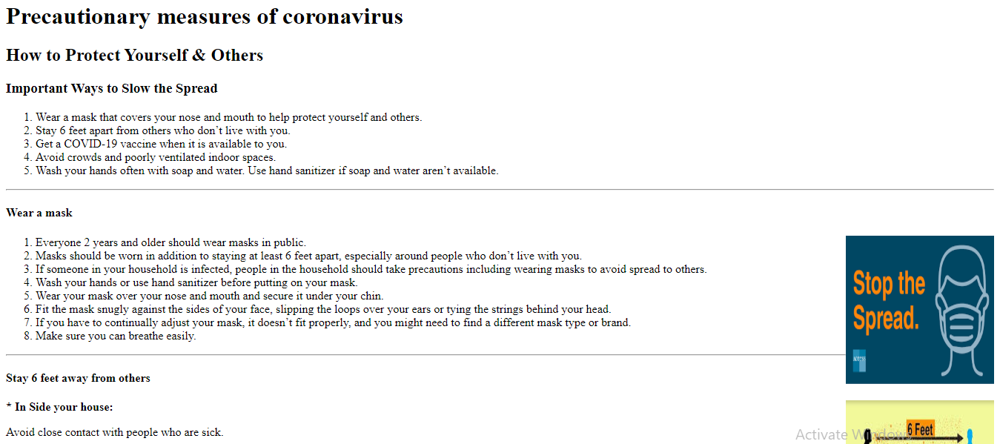 Precautionary measures of coronavirus
How to Protect Yourself & Others
Important Ways to Slow the Spread
1. Wear a mask that covers your nose and mouth to help protect yourself and others.
2. Stay 6 feet apart from others who don’t live with you.
3. Get a COVID-19 vaccine when it is available to you.
4. Avoid crowds and poorly ventilated indoor spaces.
5. Wash your hands often with soap and water. Use hand sanitizer if soap and water aren’t available.
Wear a mask
1. Everyone 2 years and older should wear masks in public.
2. Masks should be worn in addition to staying at least 6 feet apart, especially around people who don’t live with you.
3. If someone in your household is infected, people in the household should take precautions including wearing masks to avoid spread to others.
4. Wash your hands or use hand sanitizer before putting on your mask.
5. Wear your mask over your nose and mouth and secure it under your chin.
6. Fit the mask snugly against the sides of your face, slipping the loops over your ears or tying the strings behind your head.
7. If you have to continually adjust your mask, it doesn’t fit properly, and you might need to find a different mask type or brand.
8. Make sure you can breathe easily.
Stop the
Spread.
ACCESS
Stay 6 feet away from others
* In Side your house:
Avoid close contact with people who are sick.
6 Feet
Activate Windows